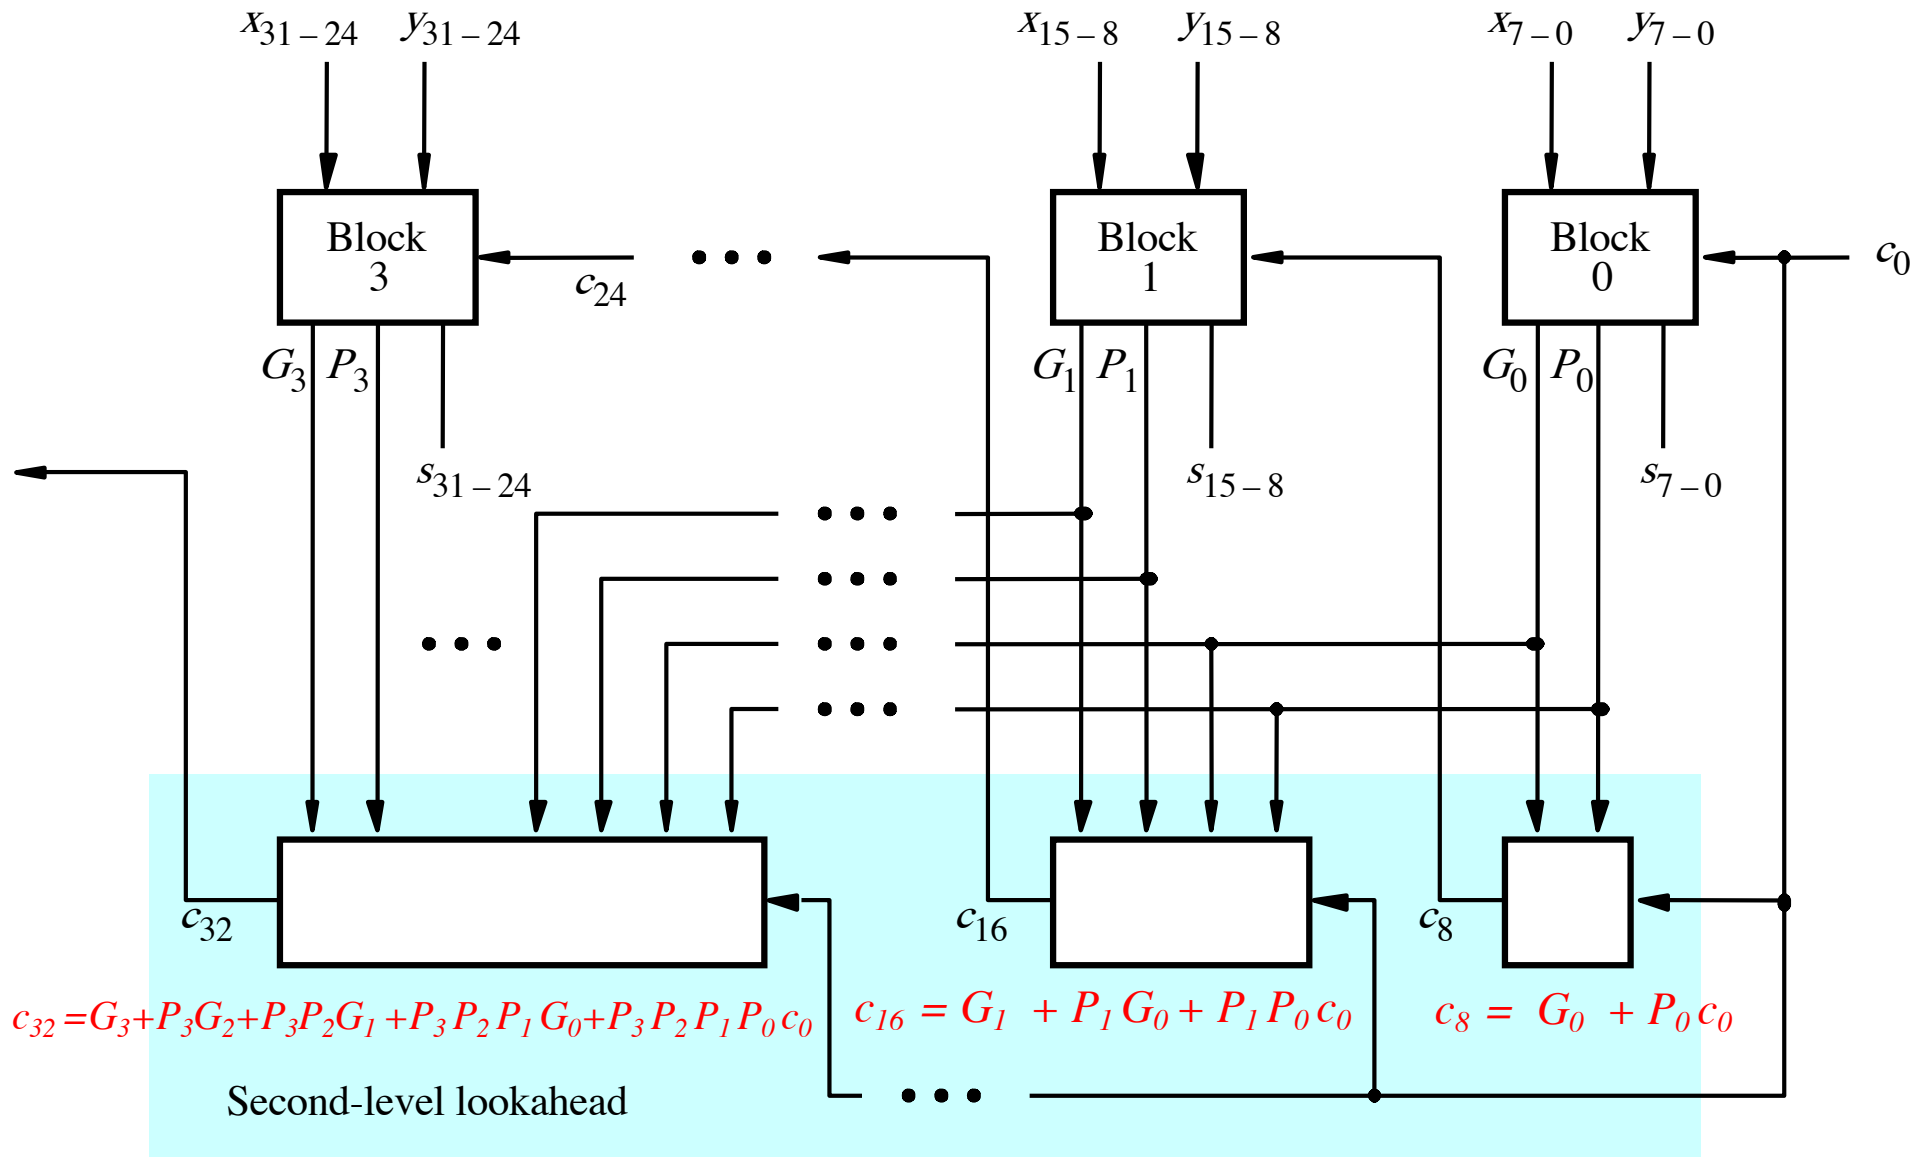 x₃₁₋₂₄ y₃₁₋₂₄ x₁₅₋₈ y₁₅₋₈ x₇₋₀ y₇₋₀
Block Block Block
3 1 0
c₀
c₂₄
G₃ P₃ G₁ P₁ G₀ P₀
s₃₁₋₂₄ s₁₅₋₈ s₇₋₀
c₃₂ c₁₆ c₈
c₃₂ =G₃+P₃G₂+P₃P₂G₁ +P₃ P₂ P₁ G₀+P₃ P₂ P₁ P₀ c₀ c₁₆ = G₁ + P₁ G₀ + P₁ P₀ c₀ c₈ = G₀ + P₀ c₀
Second-level lookahead